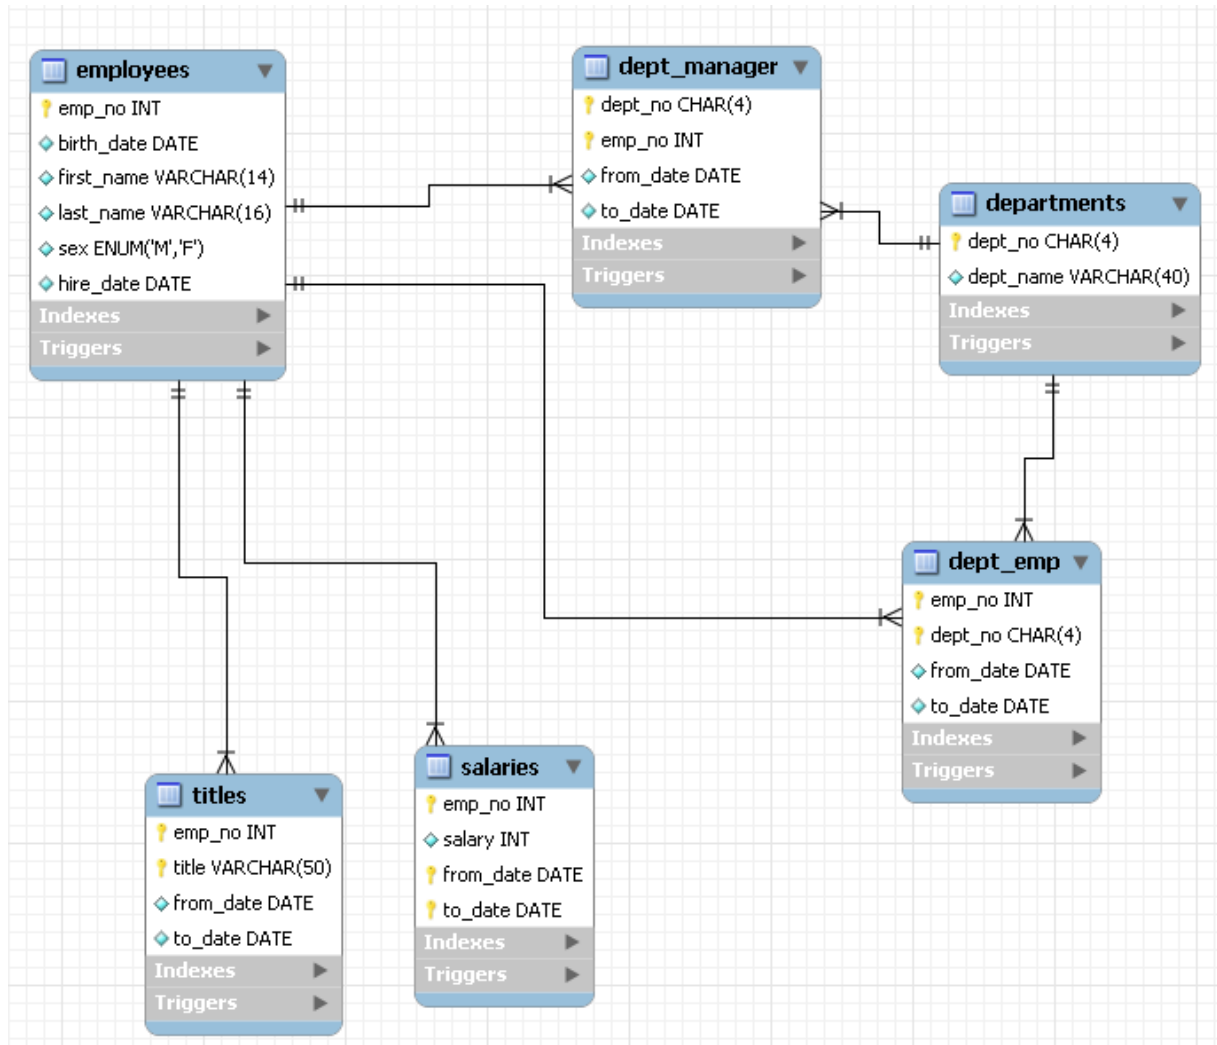 employees
emp_no INT
birth_date DATE
first_name VARCHAR(14)
last_name VARCHAR(16)
sex ENUM('M','F')
hire_date DATE
Indexes
Triggers
dept_manager
dept_no CHAR(4)
emp_no INT
from_date DATE
to_date DATE
Indexes
Triggers
departments
dept_no CHAR(4)
dept_name VARCHAR(40)
Indexes
Triggers
dept_emp
emp_no INT
dept_no CHAR(4)
from_date DATE
to_date DATE
Indexes
Triggers
titles
emp_no INT
title VARCHAR(50)
from_date DATE
to_date DATE
Indexes
Triggers
salaries
emp_no INT
salary INT
from_date DATE
to_date DATE
Indexes
Triggers